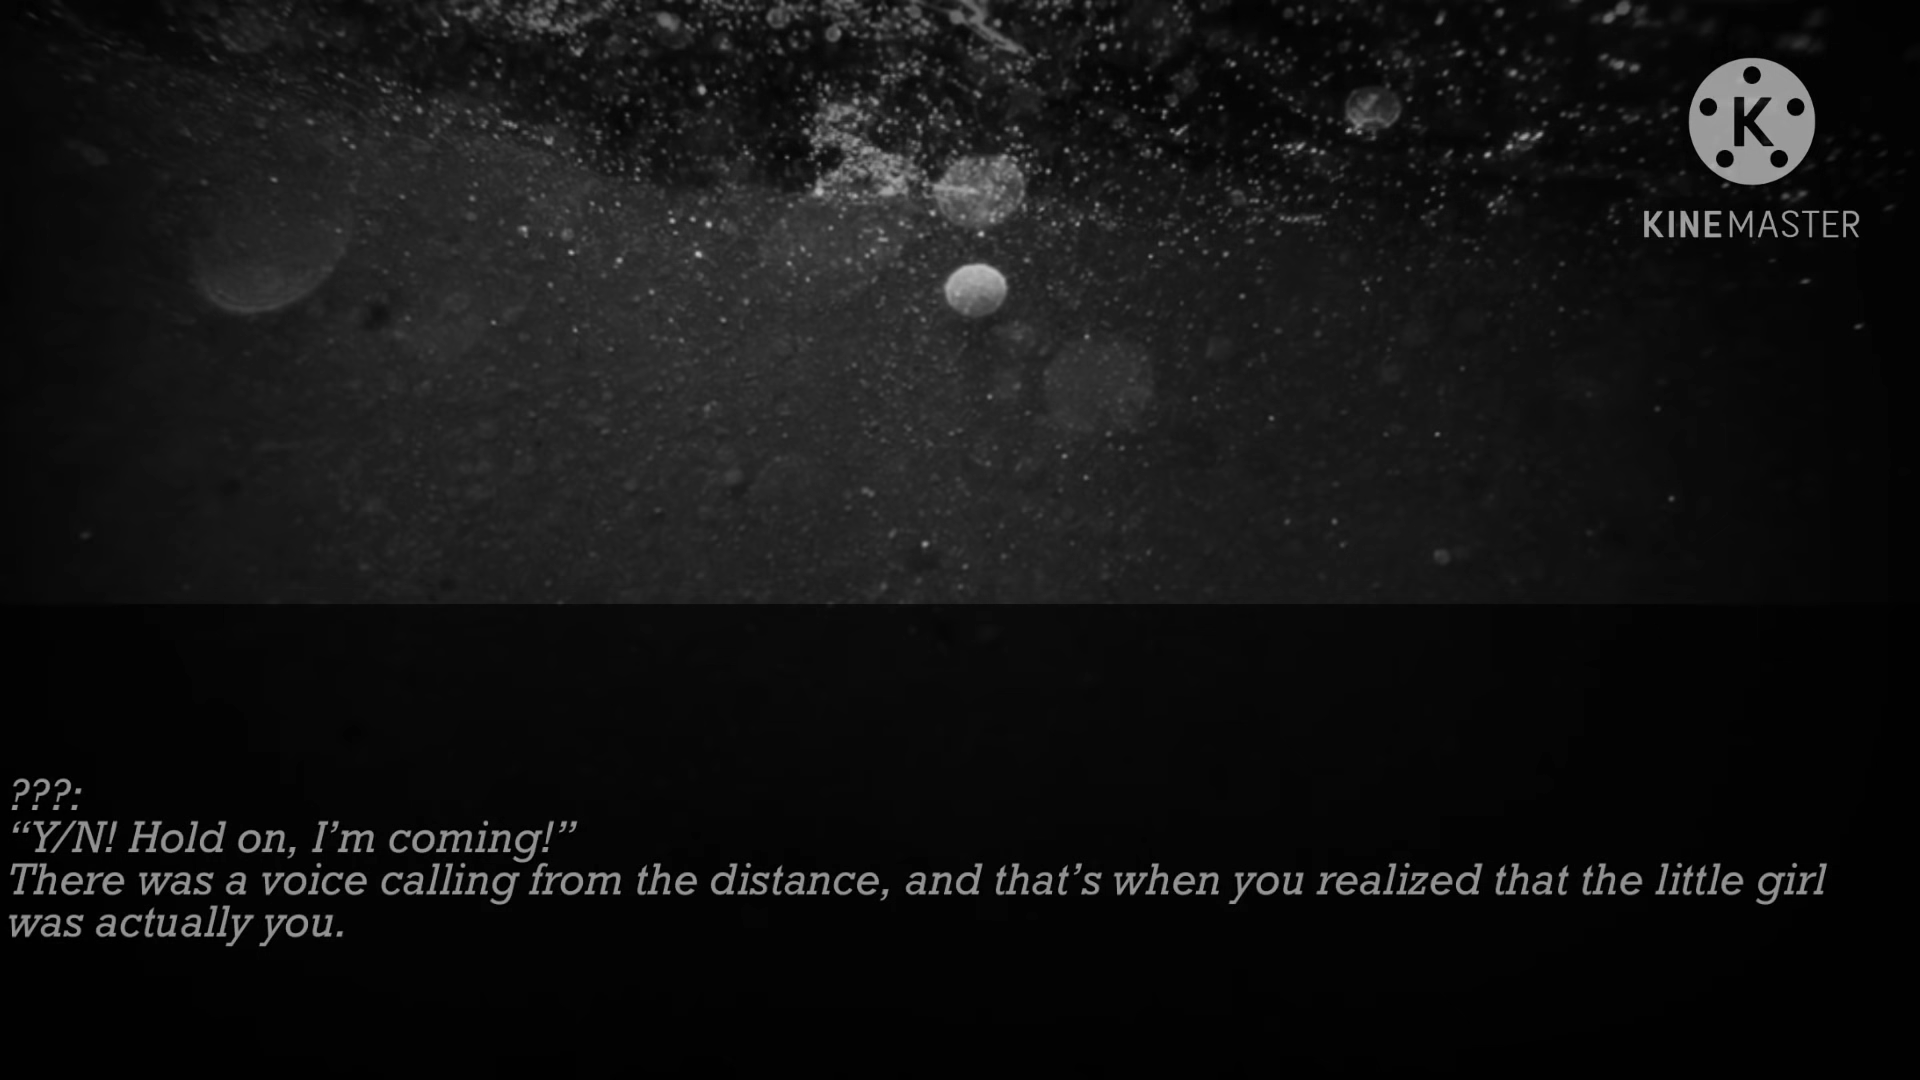 K
KINEMASTER
???:
“Y/N! Hold on, I’m coming!”
There was a voice calling from the distance, and that’s when you realized that the little girl
was actually you.